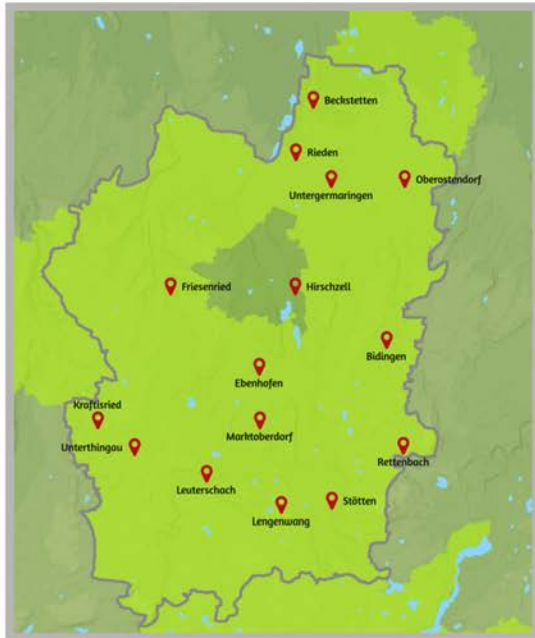 Beckstetten
Rieden
Untergermaringen
Oberostendorf
Friesenried
Hirschzell
Bidingen
Ebenhofen
Kraftisried
Marktoberdorf
Unterthingau
Rettenbach
Leuterschach
Stötten
Lengenwang